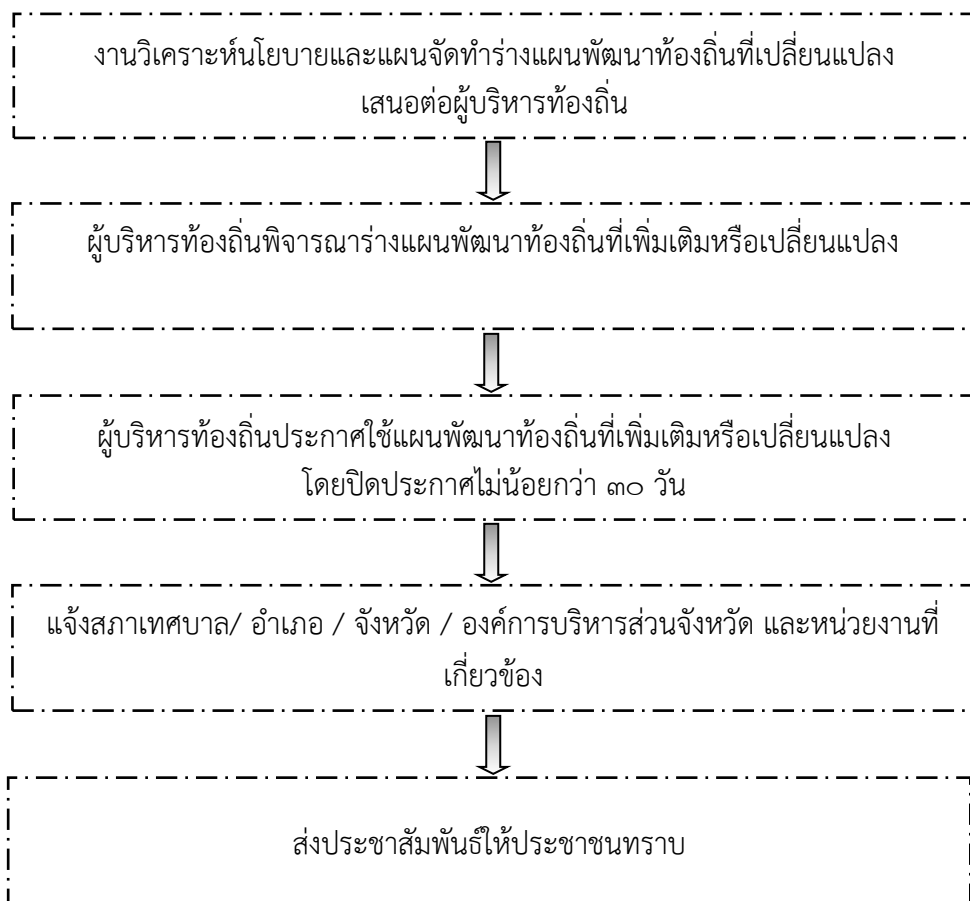 งานวิเคราะห์นโยบายและแผนจัดทำร่างแผนพัฒนาท้องถิ่นที่เปลี่ยนแปลง
เสนอต่อผู้บริหารท้องถิ่น
ผู้บริหารท้องถิ่นพิจารณาร่างแผนพัฒนาท้องถิ่นที่เพิ่มเติมหรือเปลี่ยนแปลง
ผู้บริหารท้องถิ่นประกาศใช้แผนพัฒนาท้องถิ่นที่เพิ่มเติมหรือเปลี่ยนแปลง
โดยปิดประกาศไม่น้อยกว่า ๓๐ วัน
แจ้งสภาเทศบาล/ อำเภอ / จังหวัด / องค์การบริหารส่วนจังหวัด และหน่วยงานที่
เกี่ยวข้อง
ส่งประชาสัมพันธ์ให้ประชาชนทราบ